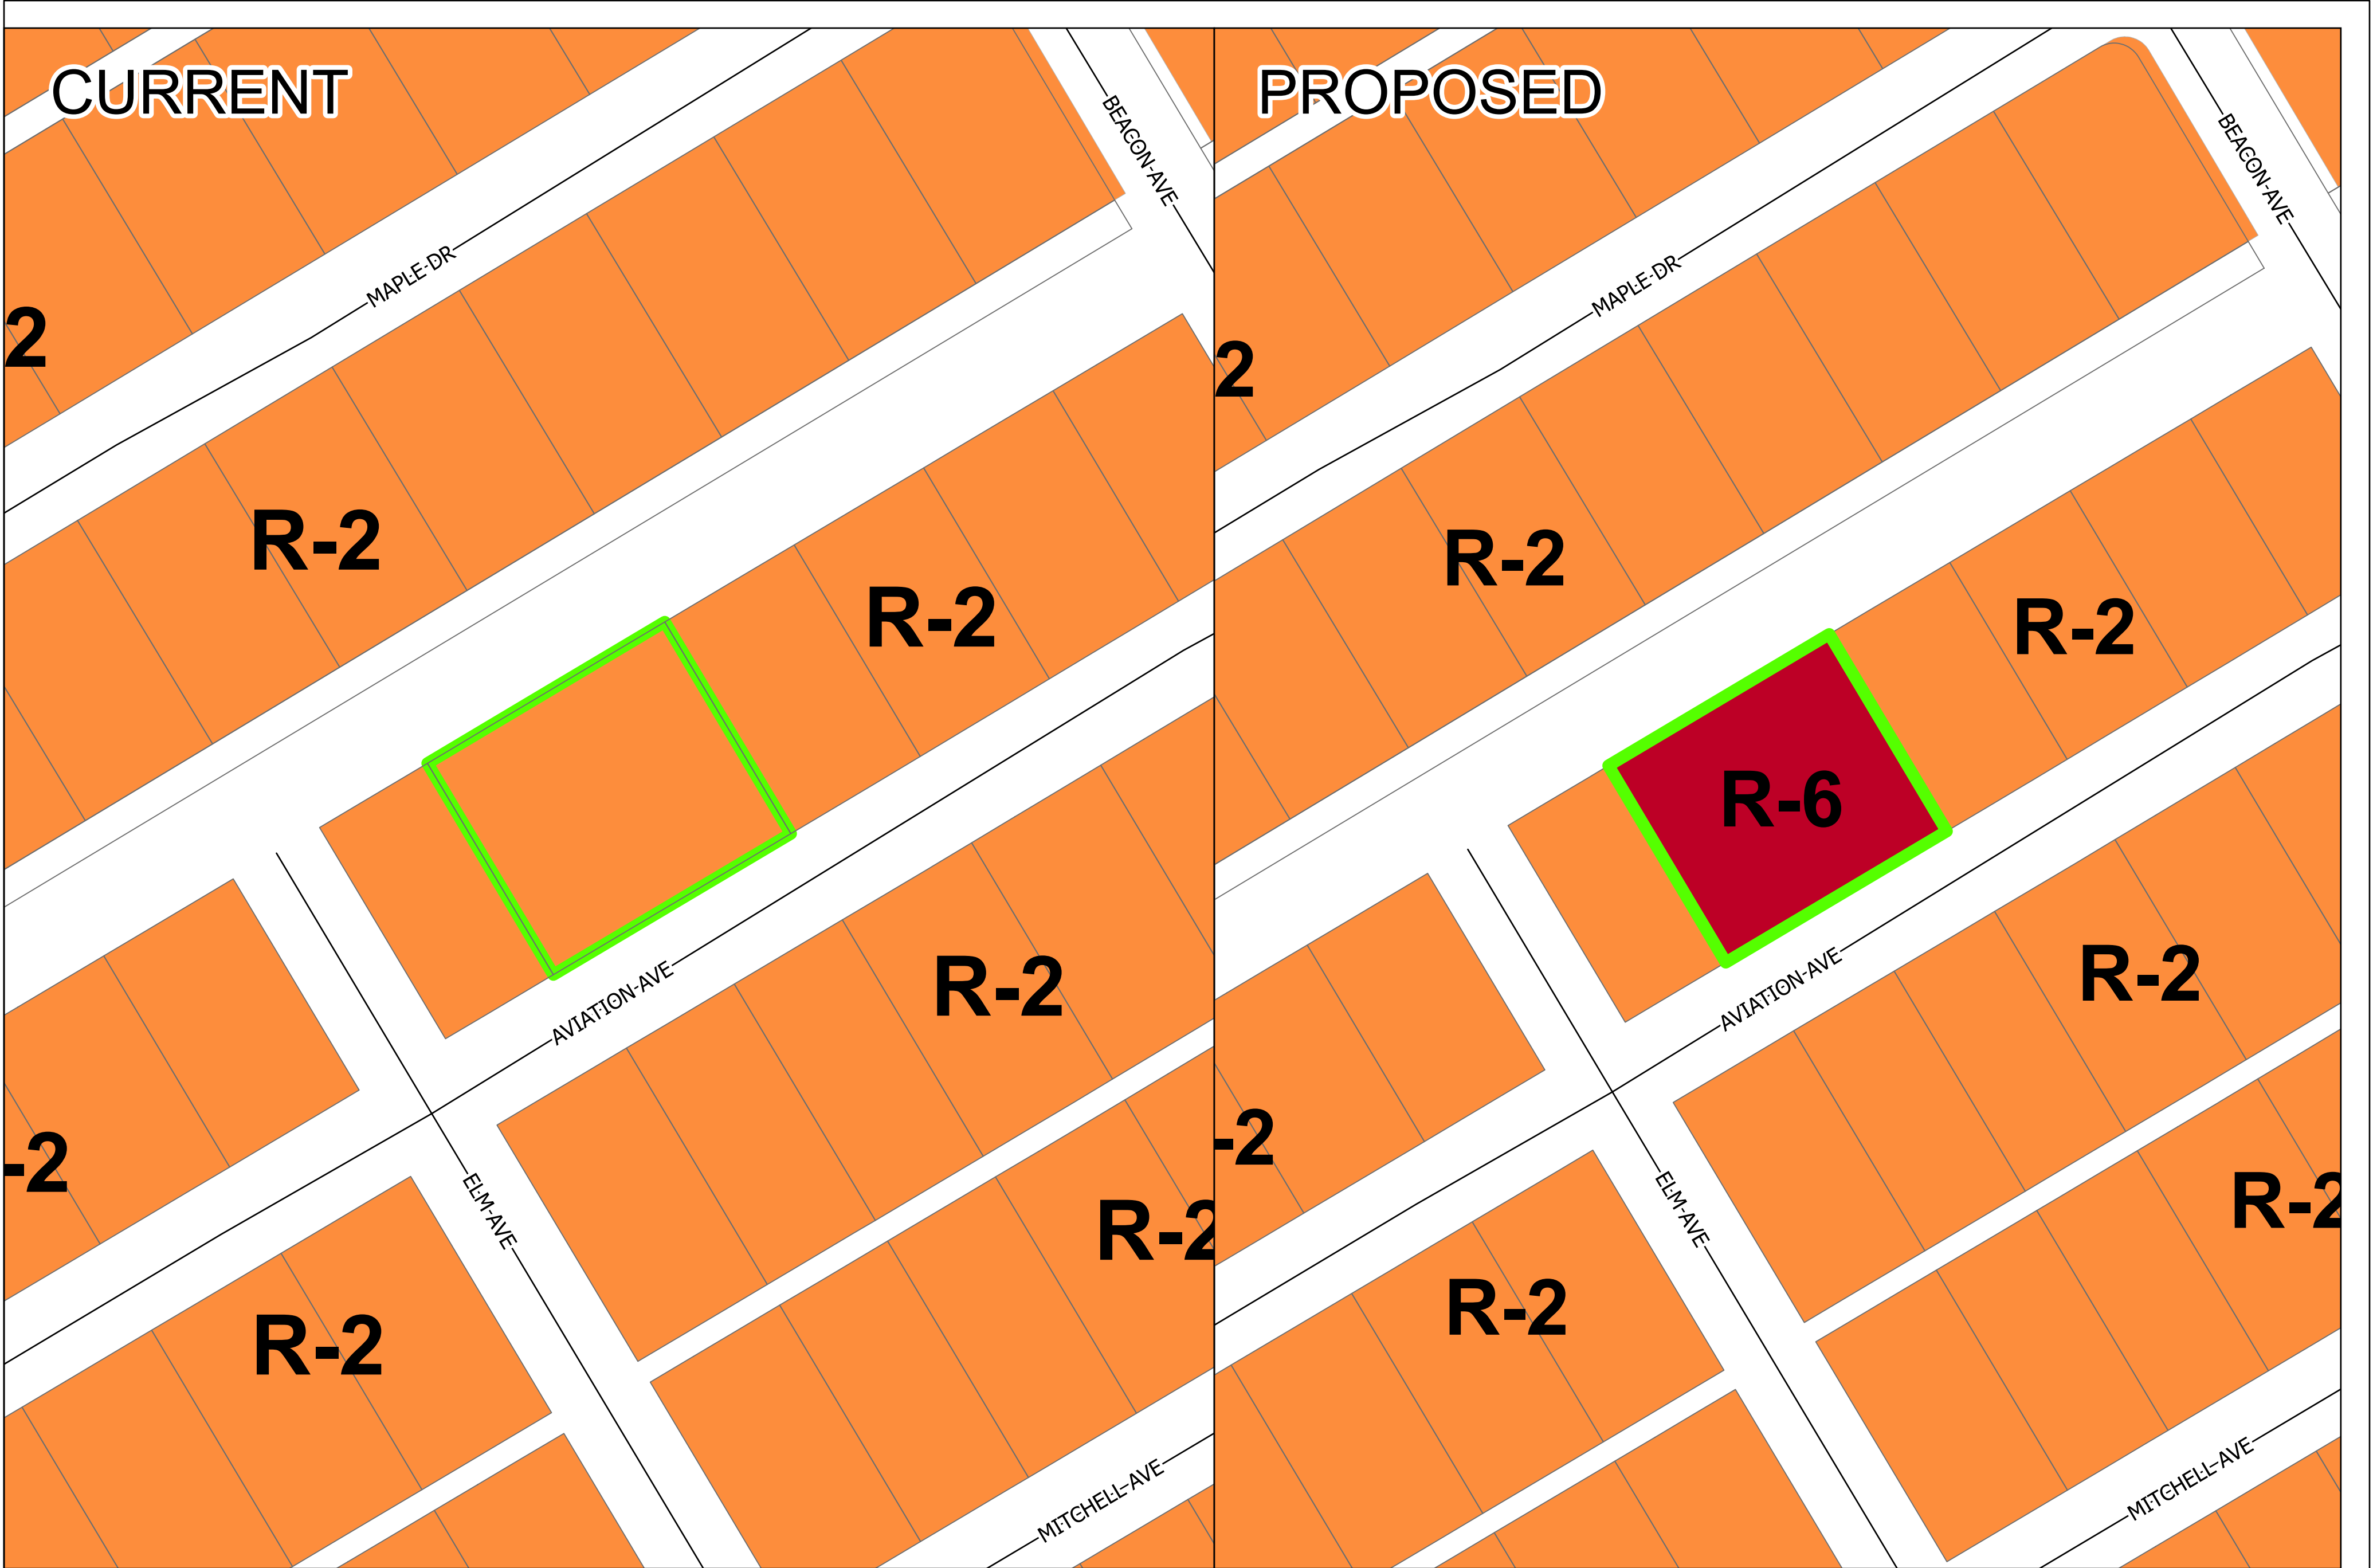 CURRENT
BEACON AVE
MAPLE DR
2
R-2
R-2
R-2
AVIATION AVE
-2
ELM AVE
R-2
R-2
MITCHELL AVE
PROPOSED
BEACON AVE
MAPLE DR
2
R-2
R-2
R-6
R-2
AVIATION AVE
-2
ELM AVE
R-2
R-2
MITCHELL AVE